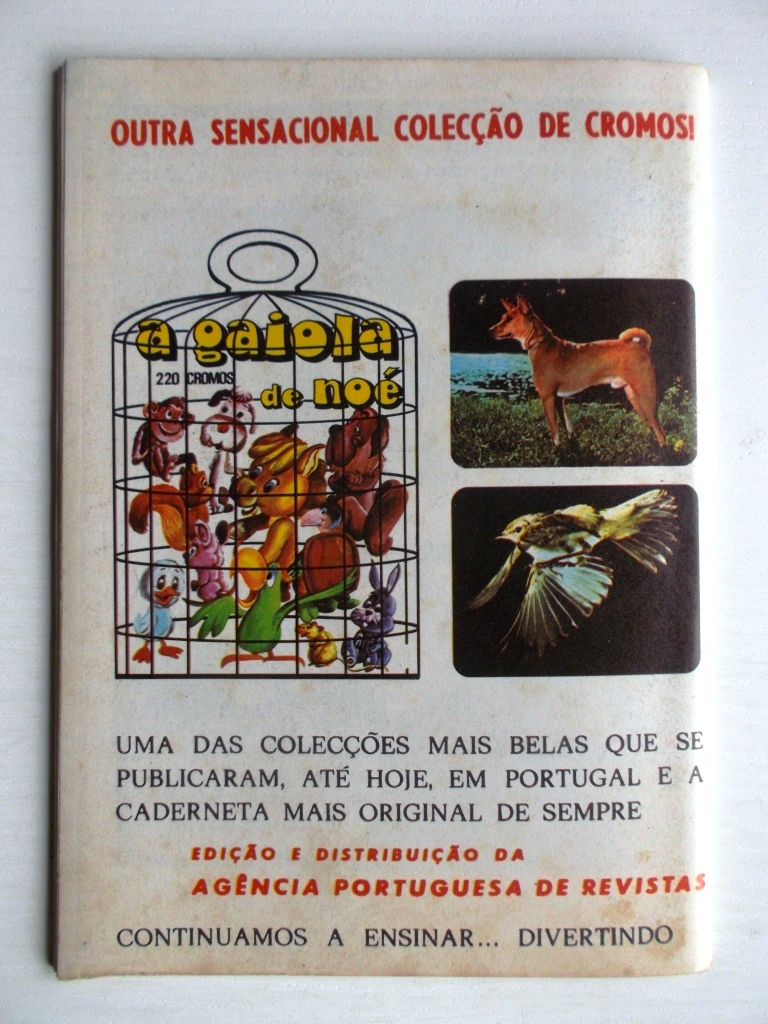 OUTRA SENSACIONAL COLECÇÃO DE CROMOS!
a gaiola
220 CROMOS
de noé
UMA DAS COLECÇÕES MAIS BELAS QUE SE
PUBLICARAM, ATÉ HOJE, EM PORTUGAL E A
CADERNETA MAIS ORIGINAL DE SEMPRE
EDIÇÃO E DISTRIBUIÇÃO DA
AGÊNCIA PORTUGUESA DE REVISTAS
CONTINUAMOS A ENSINAR... DIVERTINDO